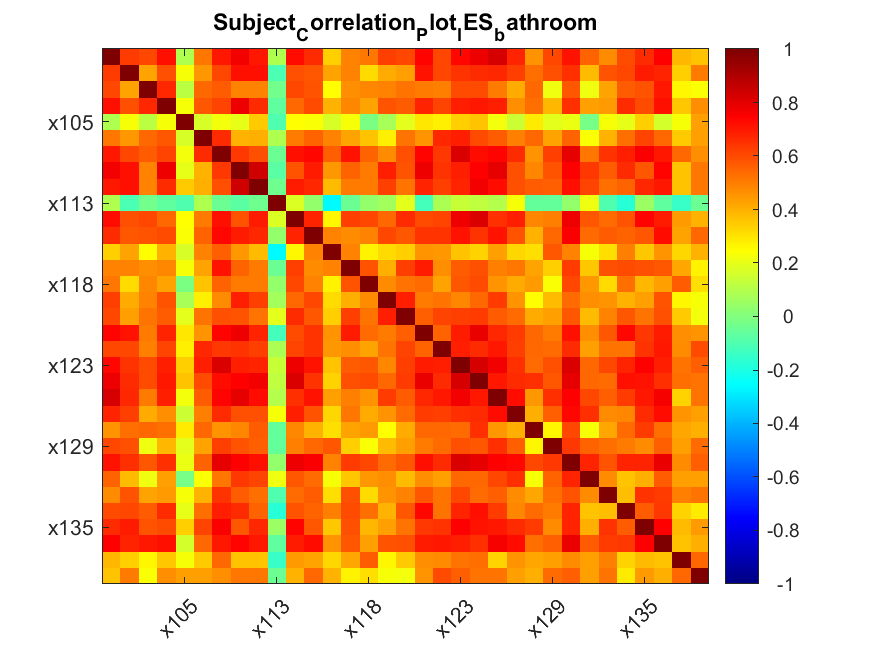 Subject_Correlation_Plot_IES_bathroom
x105
x113
x118
x123
x129
x135
x105
x113
x118
x123
x129
x135
1
0.8
0.6
0.4
0.2
0
-0.2
-0.4
-0.6
-0.8
-1